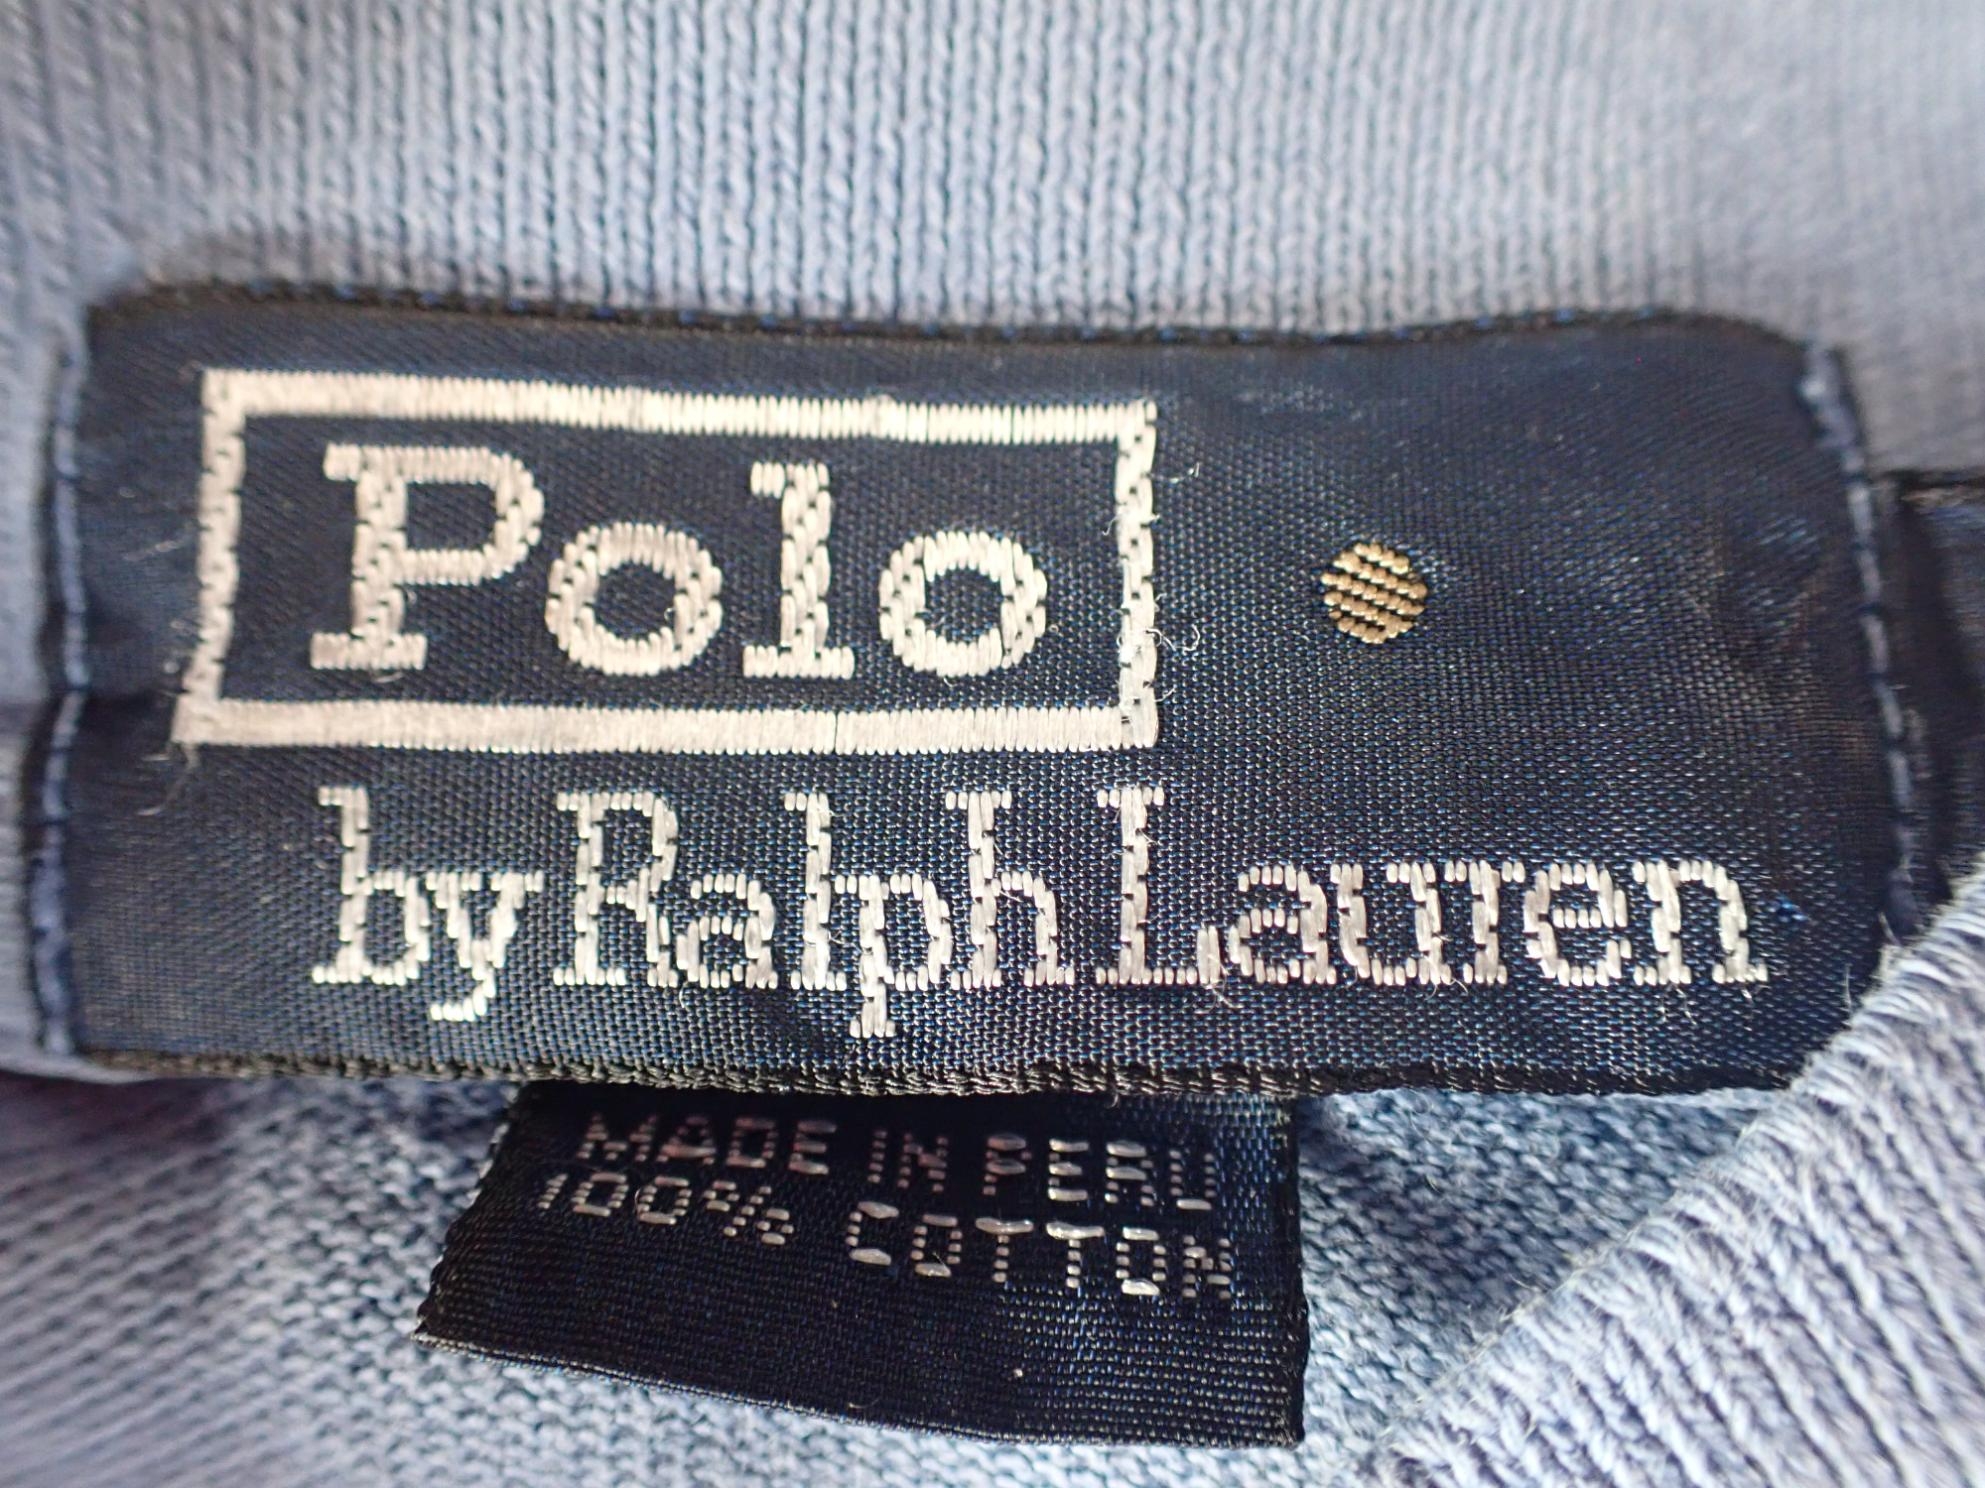 Polo
by Ralph Lauren
MADE IN PERU
100% COTTON